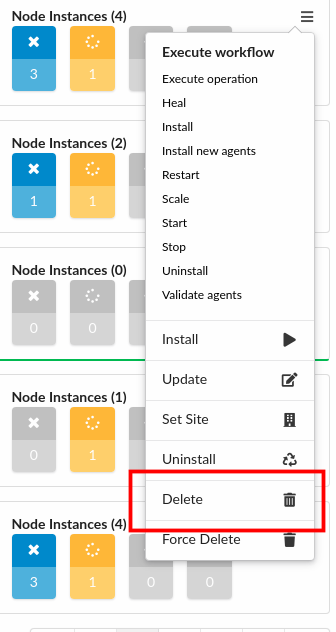 Node Instances (4)
3 1
Execute workflow
Execute operation
Heal
Install
Install new agents
Restart
Scale
Start
Stop
Uninstall
Validate agents
Install
Update
Set Site
Uninstall
Delete
Force Delete
Node Instances (2)
1 1
Node Instances (0)
0 0
Node Instances (1)
0 1
Node Instances (4)
3 1 0 0